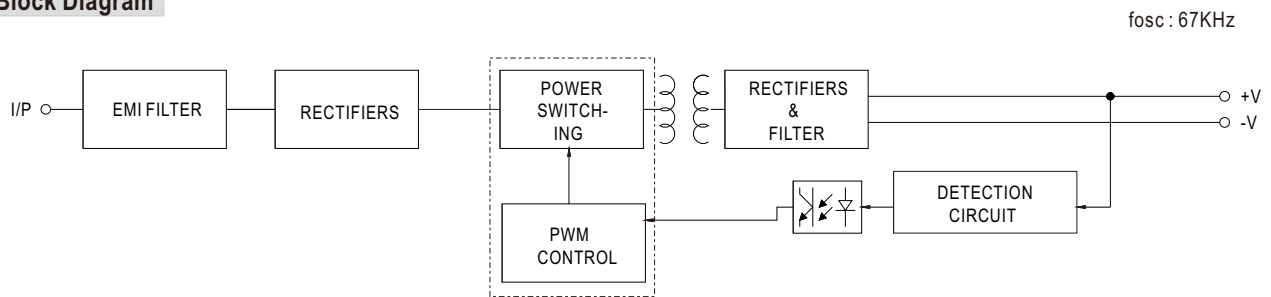 Block Diagram
fosc : 67KHz
I/P
EMI FILTER
RECTIFIERS
POWER
SWITCH-
ING
RECTIFIERS
&
FILTER
+V
-V
DETECTION
CIRCUIT
PWM
CONTROL